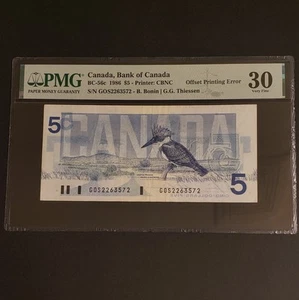 PMG
PAPER MONEY GUARANTY
Canada, Bank of Canada
BC-56c 1986 $5 - Printer: CBNC
S/N GOS2263572 - B. Bonin | G.G. Thiessen
Offset Printing Error
30
Very Fine
CANADA
5
5
GOS2263572
GOS2263572